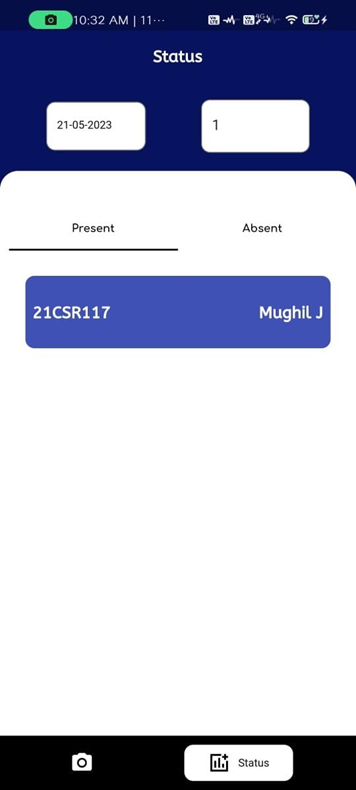 10:32 AM | 11...
Status
21-05-2023
1
Present
Absent
21CSR117
Mughil J
Status